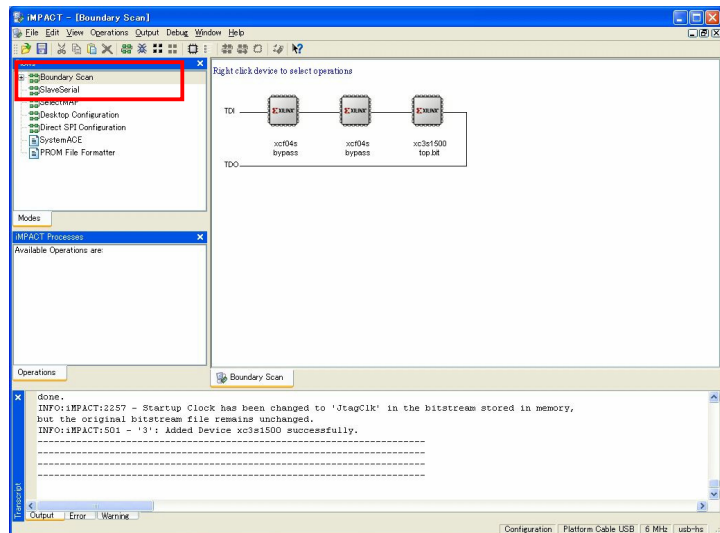 iMPACT - [Boundary Scan]
File Edit View Operations Output Debug Window Help
Boundary Scan
SlaveSerial
SelectMAP
Desktop Configuration
Direct SPI Configuration
SystemACE
PROM File Formatter
Modes
iMPACT Processes
Available Operations are:
Operations
Right click device to select operations
TDI
XILINX XILINX XILINX
xcf04s xcf04s xc3s1500
bypass bypass top.bit
TDO
Boundary Scan
done.
INFO:iMPACT:2257 - Startup Clock has been changed to 'JtagClk' in the bitstream stored in memory,
but the original bitstream file remains unchanged.
INFO:iMPACT:501 - '3': Added Device xc3s1500 successfully.
----------------------------------------------------------------------
----------------------------------------------------------------------
----------------------------------------------------------------------
----------------------------------------------------------------------
Transcript
Output Error Warning
Configuration Platform Cable USB 6 MHz usb-hs